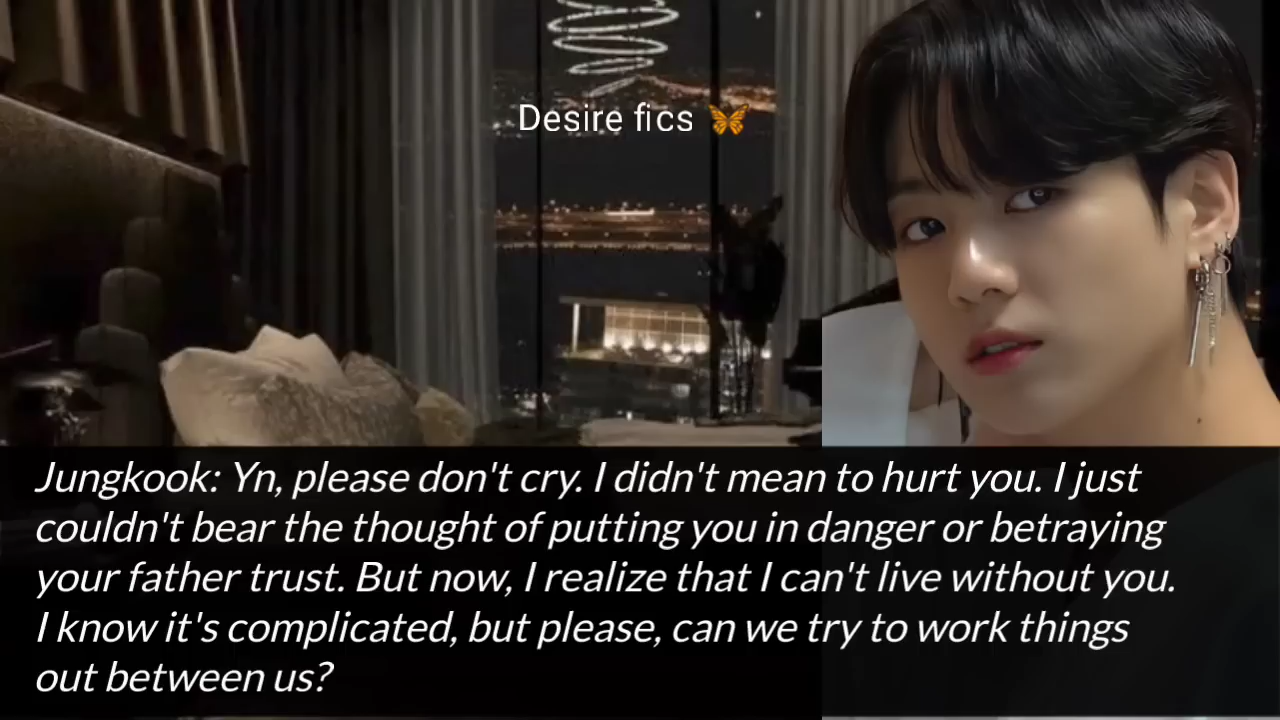 Desire fics 🦋
Jungkook: Yn, please don't cry. I didn't mean to hurt you. I just
couldn't bear the thought of putting you in danger or betraying
your father trust. But now, I realize that I can't live without you.
I know it's complicated, but please, can we try to work things
out between us?